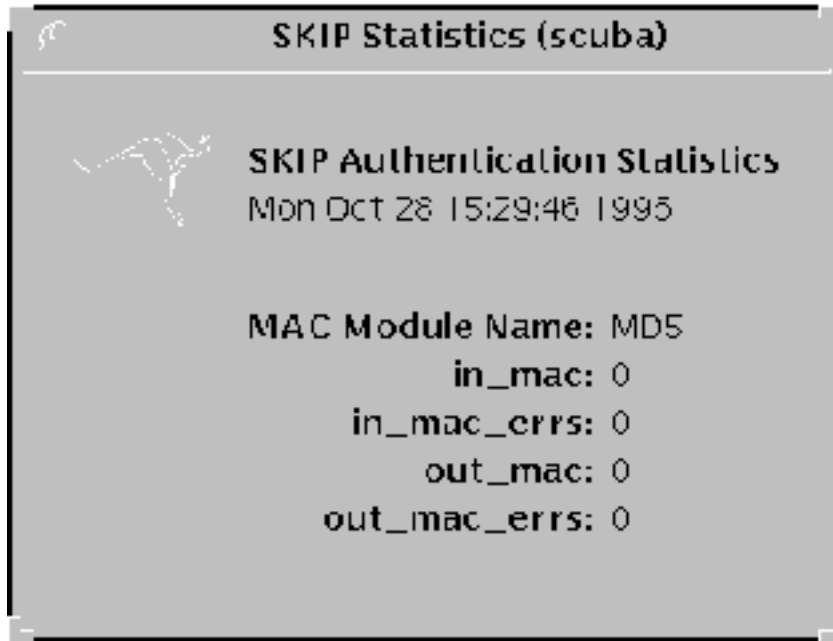 SKIP Statistics (scuba)
SKIP Authentication Statistics
Mon Oct 28 15:29:46 1995
MAC Module Name: MD5
in_mac: 0
in_mac_errs: 0
out_mac: 0
out_mac_errs: 0